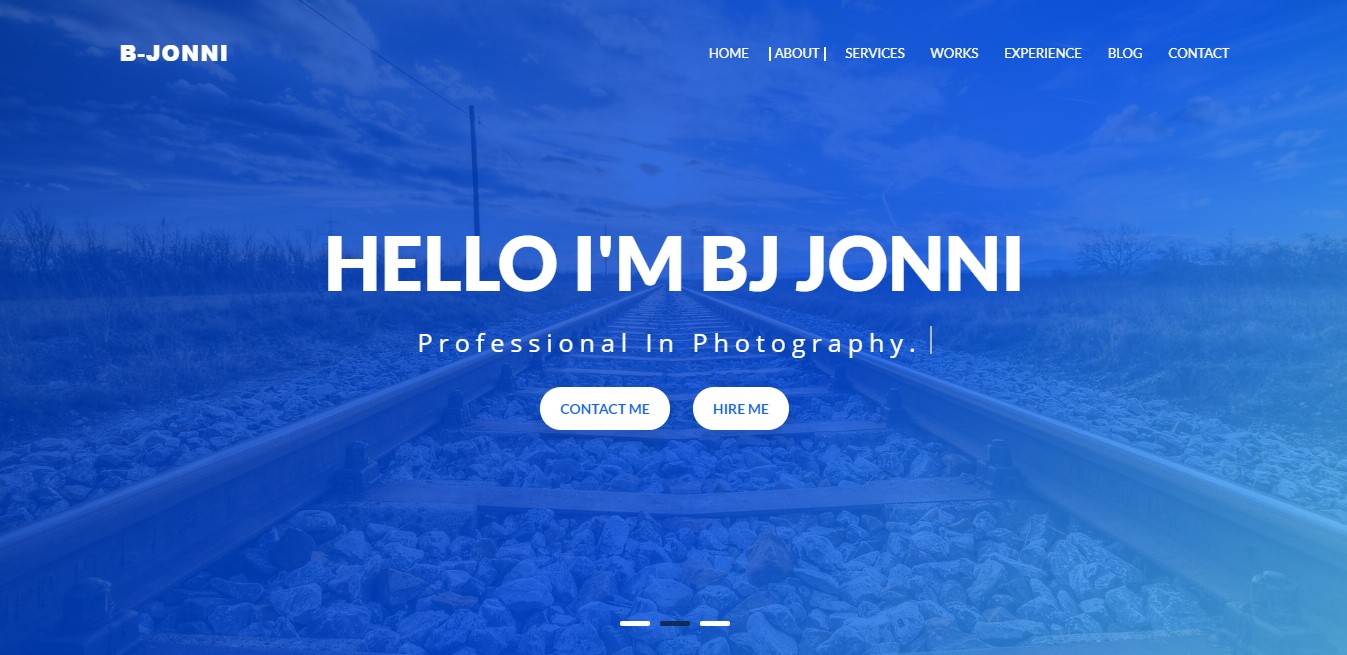 B-JONNI
HOME ABOUT SERVICES WORKS EXPERIENCE BLOG CONTACT
HELLO I'M BJ JONNI
Professional In Photography.
CONTACT ME HIRE ME